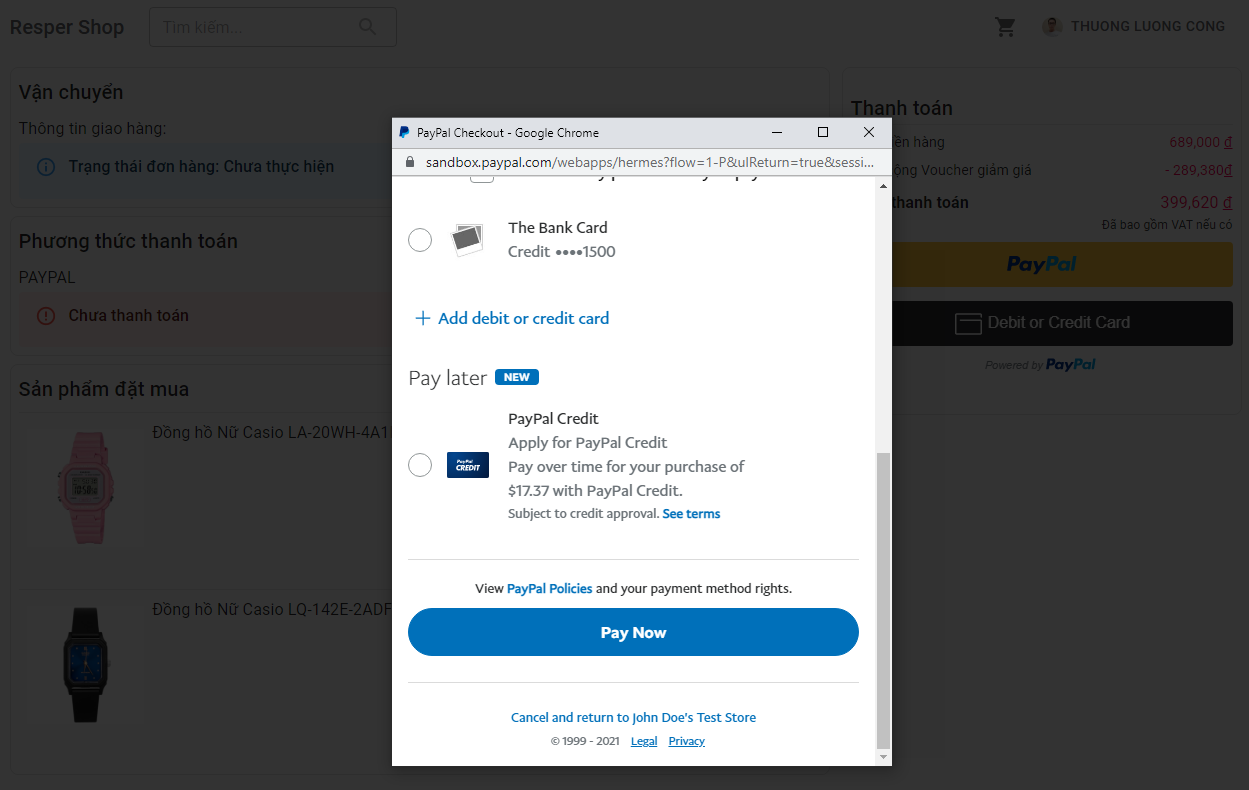 Resper Shop
Tìm kiếm...
THUONG LUONG CONG
Vận chuyển
Thông tin giao hàng:
Trạng thái đơn hàng: Chưa thực hiện
Phương thức thanh toán
PAYPAL
Chưa thanh toán
Sản phẩm đặt mua
Đồng hồ Nữ Casio LA-20WH-4A1
Đồng hồ Nữ Casio LQ-142E-2ADF
PayPal Checkout - Google Chrome
sandbox.paypal.com/webapps/hermes?flow=1-P&ulReturn=true&sessi...
The Bank Card
Credit ••••1500
+ Add debit or credit card
Pay later NEW
PayPal Credit
PayPal CREDIT
Apply for PayPal Credit
Pay over time for your purchase of
$17.37 with PayPal Credit.
Subject to credit approval. See terms
View PayPal Policies and your payment method rights.
Pay Now
Cancel and return to John Doe's Test Store
© 1999 - 2021 Legal Privacy
Thanh toán
hàng 689,000 đ
Voucher giảm giá - 289,380đ
thanh toán 399,620 đ
Đã bao gồm VAT nếu có
PayPal
Debit or Credit Card
Powered by PayPal